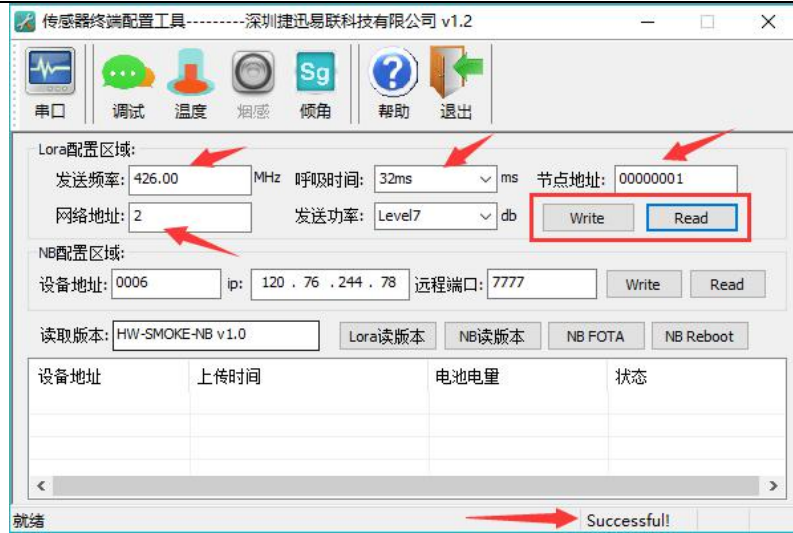 传感器终端配置工具---------深圳捷迅易联科技有限公司 v1.2
Sg
串口 调试 温度 烟感 倾角 帮助 退出
Lora配置区域:
发送频率: 426.00 MHz 呼吸时间: 32ms ms 节点地址: 00000001
网络地址: 2 发送功率: Level7 db Write Read
NB配置区域:
设备地址: 0006 ip: 120 . 76 . 244 . 78 远程端口: 7777 Write Read
读取版本: HW-SMOKE-NB v1.0 Lora读版本 NB读版本 NB FOTA NB Reboot
设备地址 上传时间 电池电量 状态
就绪 Successful!